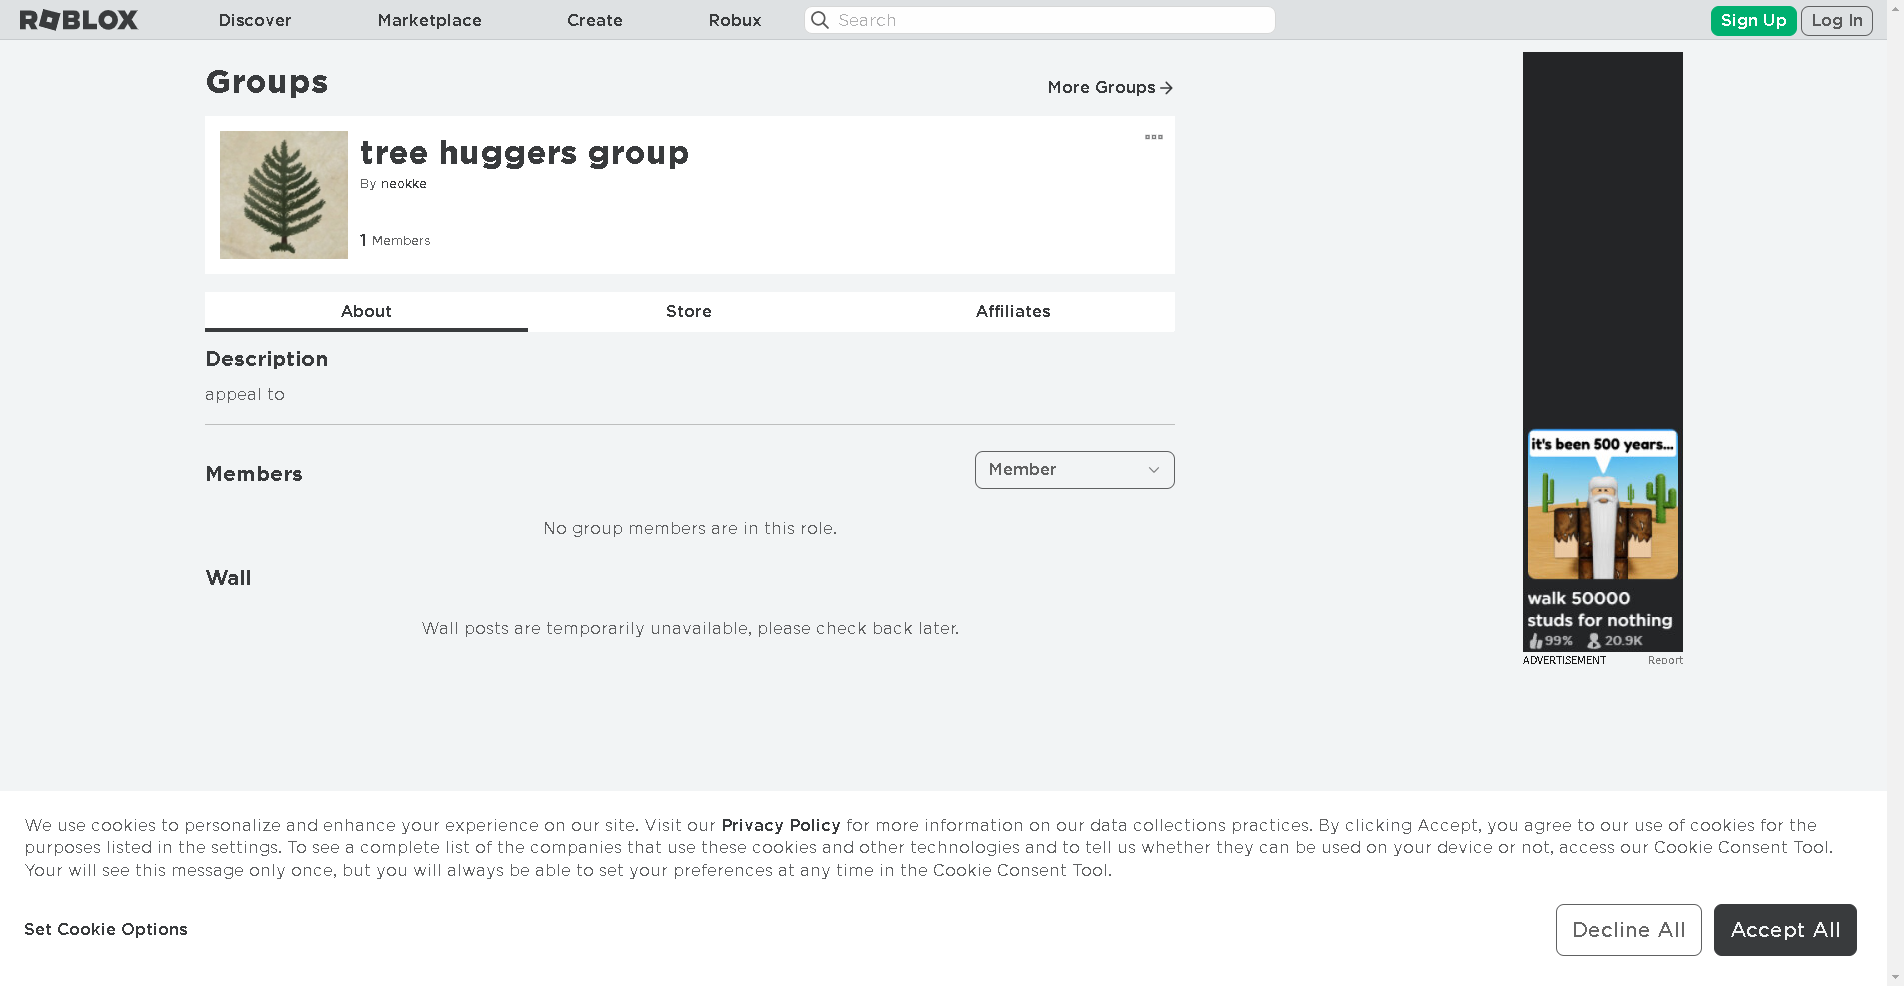 ROBLOX
Discover
Marketplace
Create
Robux
Search
Sign Up
Log In
Groups
More Groups
tree huggers group
By neokke
1 Members
About
Store
Affiliates
Description
appeal to
Members
Member
No group members are in this role.
Wall
Wall posts are temporarily unavailable, please check back later.
it's been 500 years...
walk 50000
studs for nothing
99% 20.9K
ADVERTISEMENT
Report
We use cookies to personalize and enhance your experience on our site. Visit our Privacy Policy for more information on our data collections practices. By clicking Accept, you agree to our use of cookies for the
purposes listed in the settings. To see a complete list of the companies that use these cookies and other technologies and to tell us whether they can be used on your device or not, access our Cookie Consent Tool.
Your will see this message only once, but you will always be able to set your preferences at any time in the Cookie Consent Tool.
Set Cookie Options
Decline All
Accept All